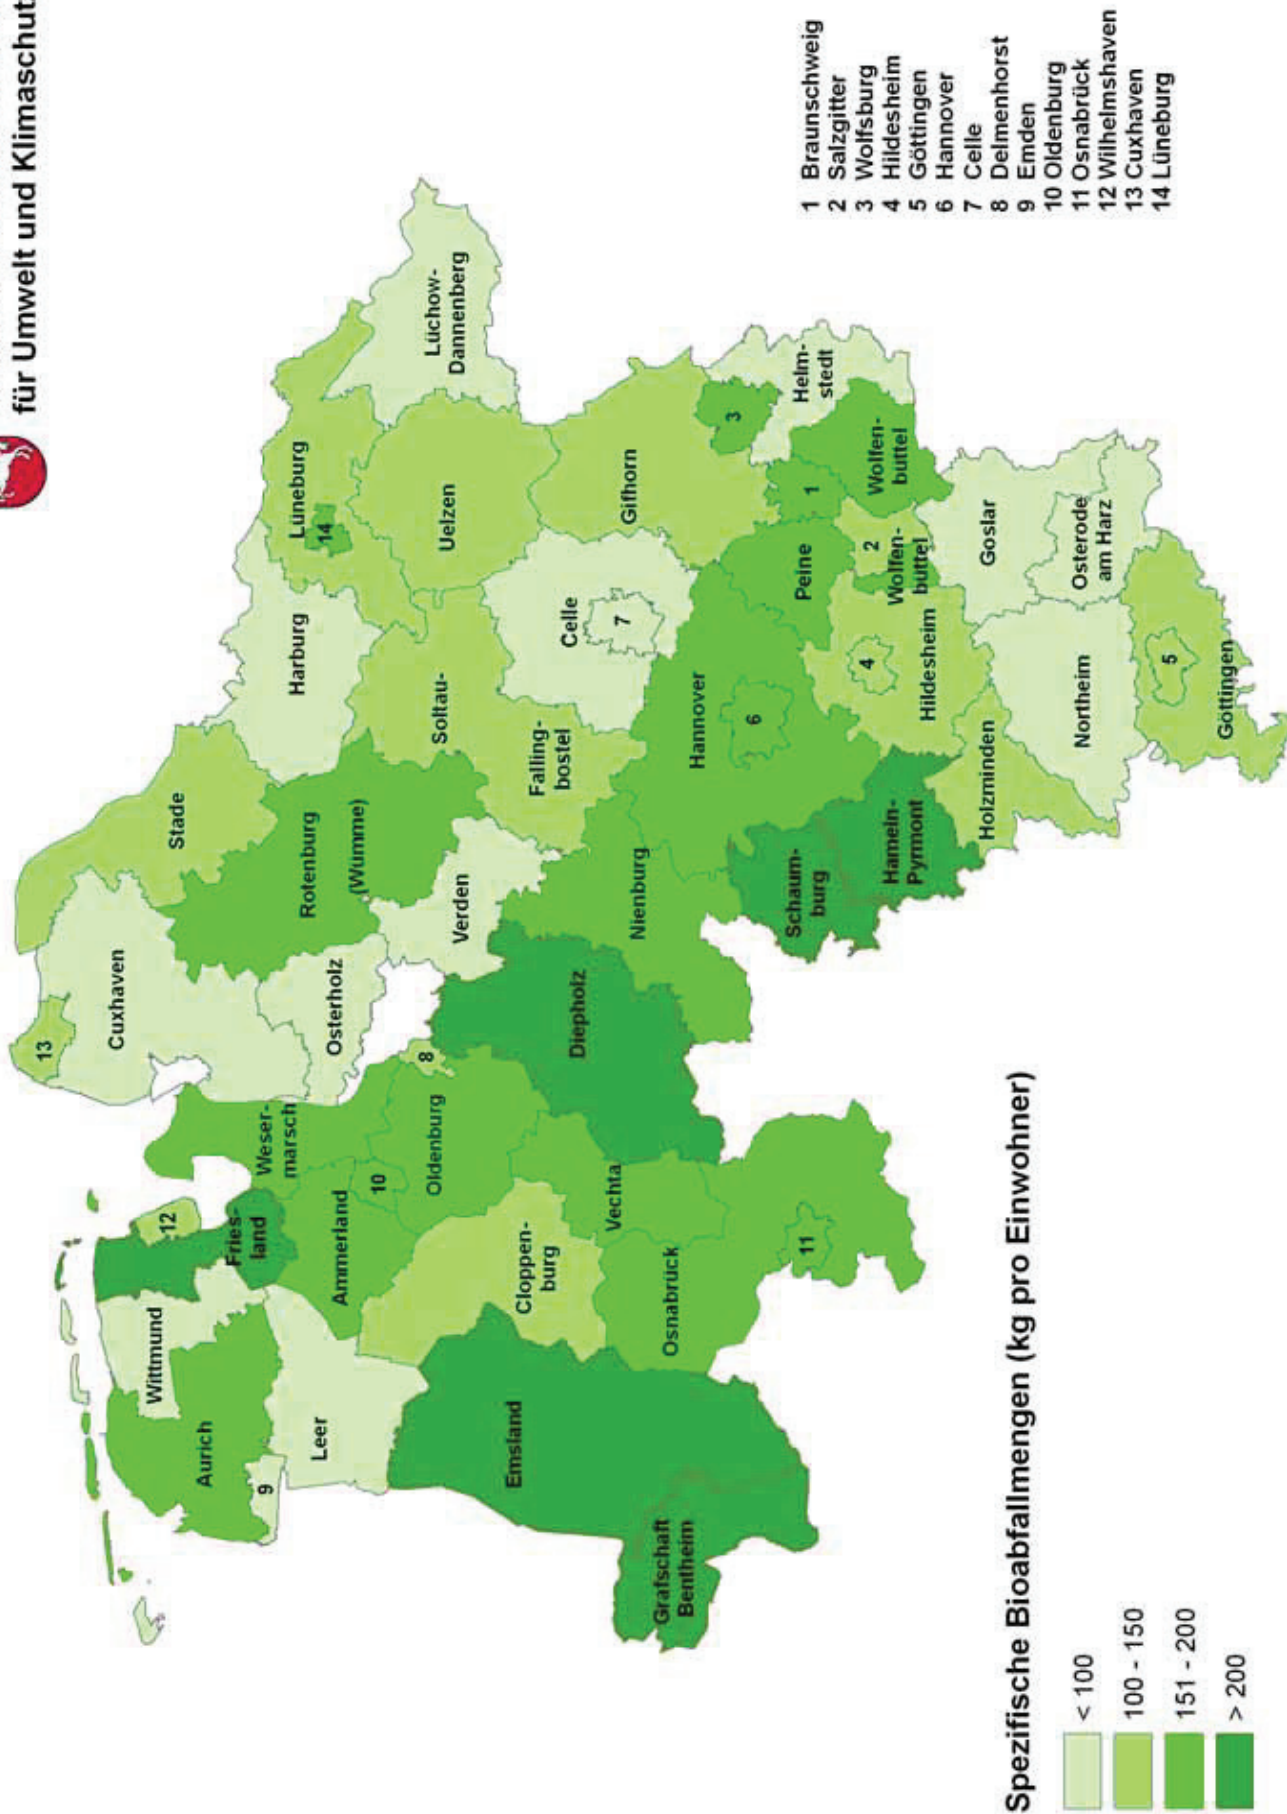 für Umwelt und Klimaschut
13
Cuxhaven
Stade
Osterholz
Rotenburg
(Wümme)
Harburg
Lüneburg
14
Lüchow-
Dannenberg
Uelzen
Soltau-
Falling-
bostel
Verden
Celle
7
Gifhorn
Wittmund
Aurich
9
Leer
12
Fries-
land
Weser-
marsch
Ammerland
10
Oldenburg
8
Diepholz
Nienburg
Hannover
6
Peine
1
3
Helm-
stedt
Wolfen-
büttel
2
Wolfen-
büttel
Emsland
Cloppen-
burg
Vechta
Osnabrück
11
Grafschaft
Bentheim
Schaum-
burg
Hameln-
Pyrmont
Hildesheim
4
Holzminden
Goslar
Osterode
am Harz
Northeim
Göttingen
5
1 Braunschweig
2 Salzgitter
3 Wolfsburg
4 Hildesheim
5 Göttingen
6 Hannover
7 Celle
8 Delmenhorst
9 Emden
10 Oldenburg
11 Osnabrück
12 Wilhelmshaven
13 Cuxhaven
14 Lüneburg
Spezifische Bioabfallmengen (kg pro Einwohner)
< 100
100 - 150
151 - 200
> 200